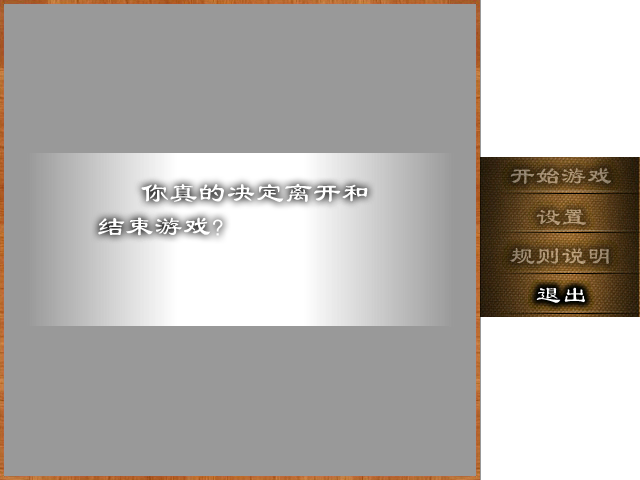 你真的决定离开和
结束游戏?
开始游戏
设置
规则说明
退出